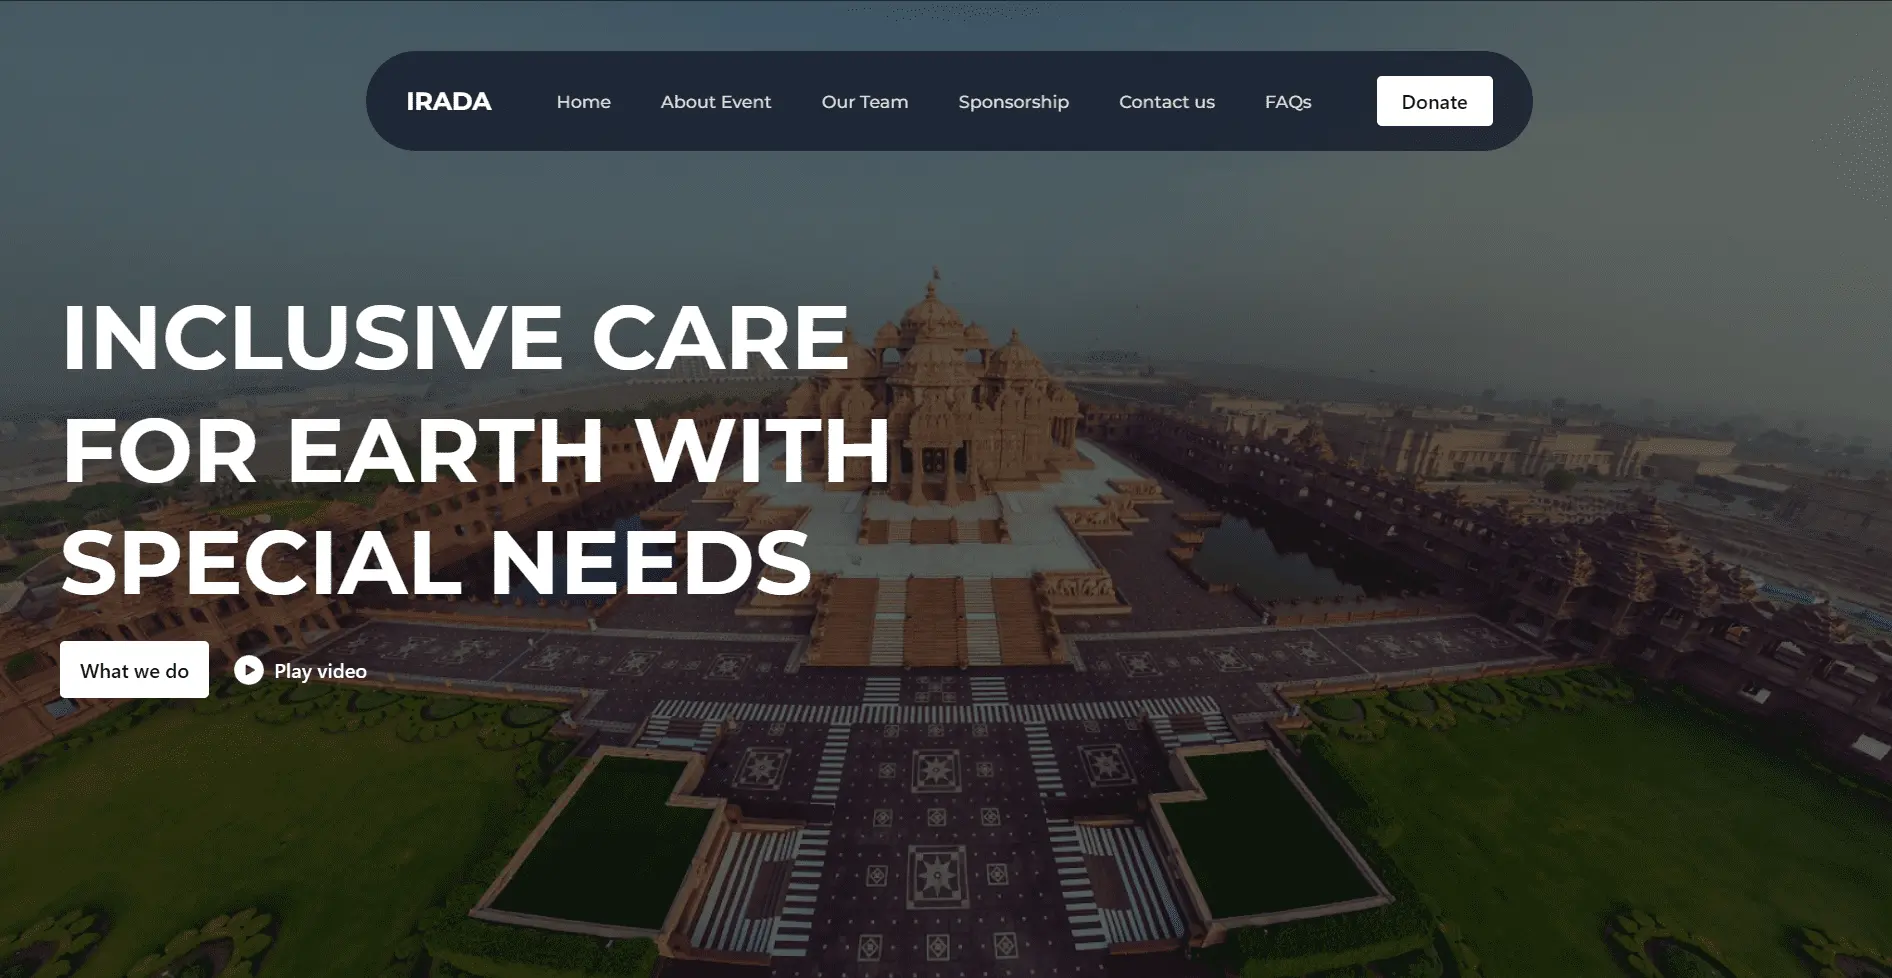 IRADA Home About Event Our Team Sponsorship Contact us FAQs Donate
INCLUSIVE CARE
FOR EARTH WITH
SPECIAL NEEDS
What we do Play video